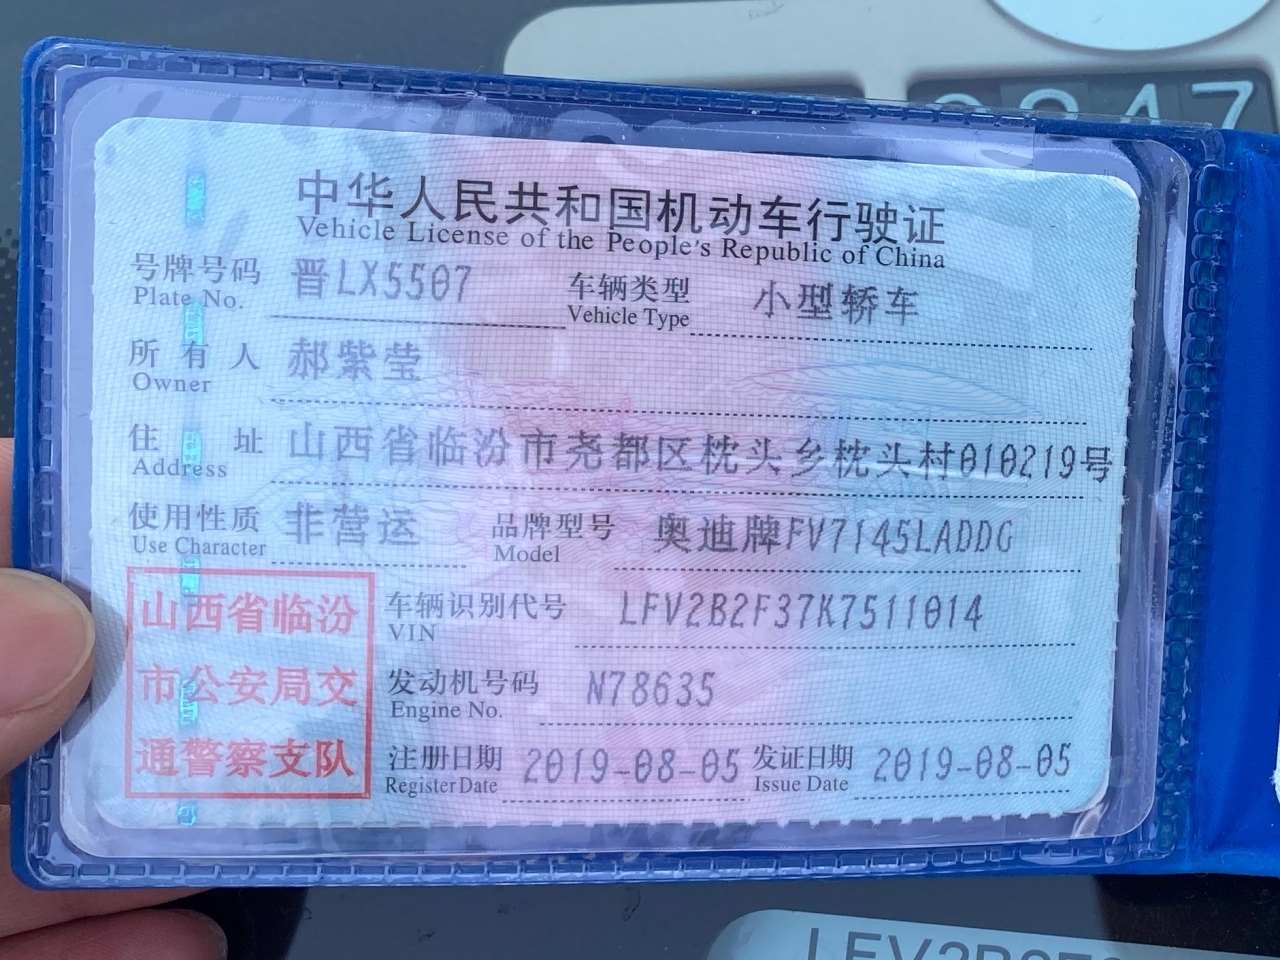 0847
中华人民共和国机动车行驶证
Vehicle License of the People's Republic of China
号牌号码 晋LX5507 车辆类型 小型轿车
Plate No. Vehicle Type
所有人 郝紫莹
Owner
住址 山西省临汾市尧都区枕头乡枕头村010219号
Address
使用性质 非营运 品牌型号 奥迪牌FV7145LADDG
Use Character Model
山西省临汾
市公安局交
通警察支队
车辆识别代号 LFV2B2F37K7511014
VIN
发动机号码 N78635
Engine No.
注册日期 2019-08-05 发证日期 2019-08-05
Register Date Issue Date